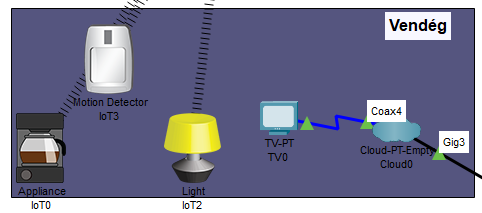 Vendég
Motion Detector
IoT3
Coax4
Gig3
TV-PT
TV0
Cloud-PT-Empty
Cloud0
Appliance
IoT0
Light
IoT2